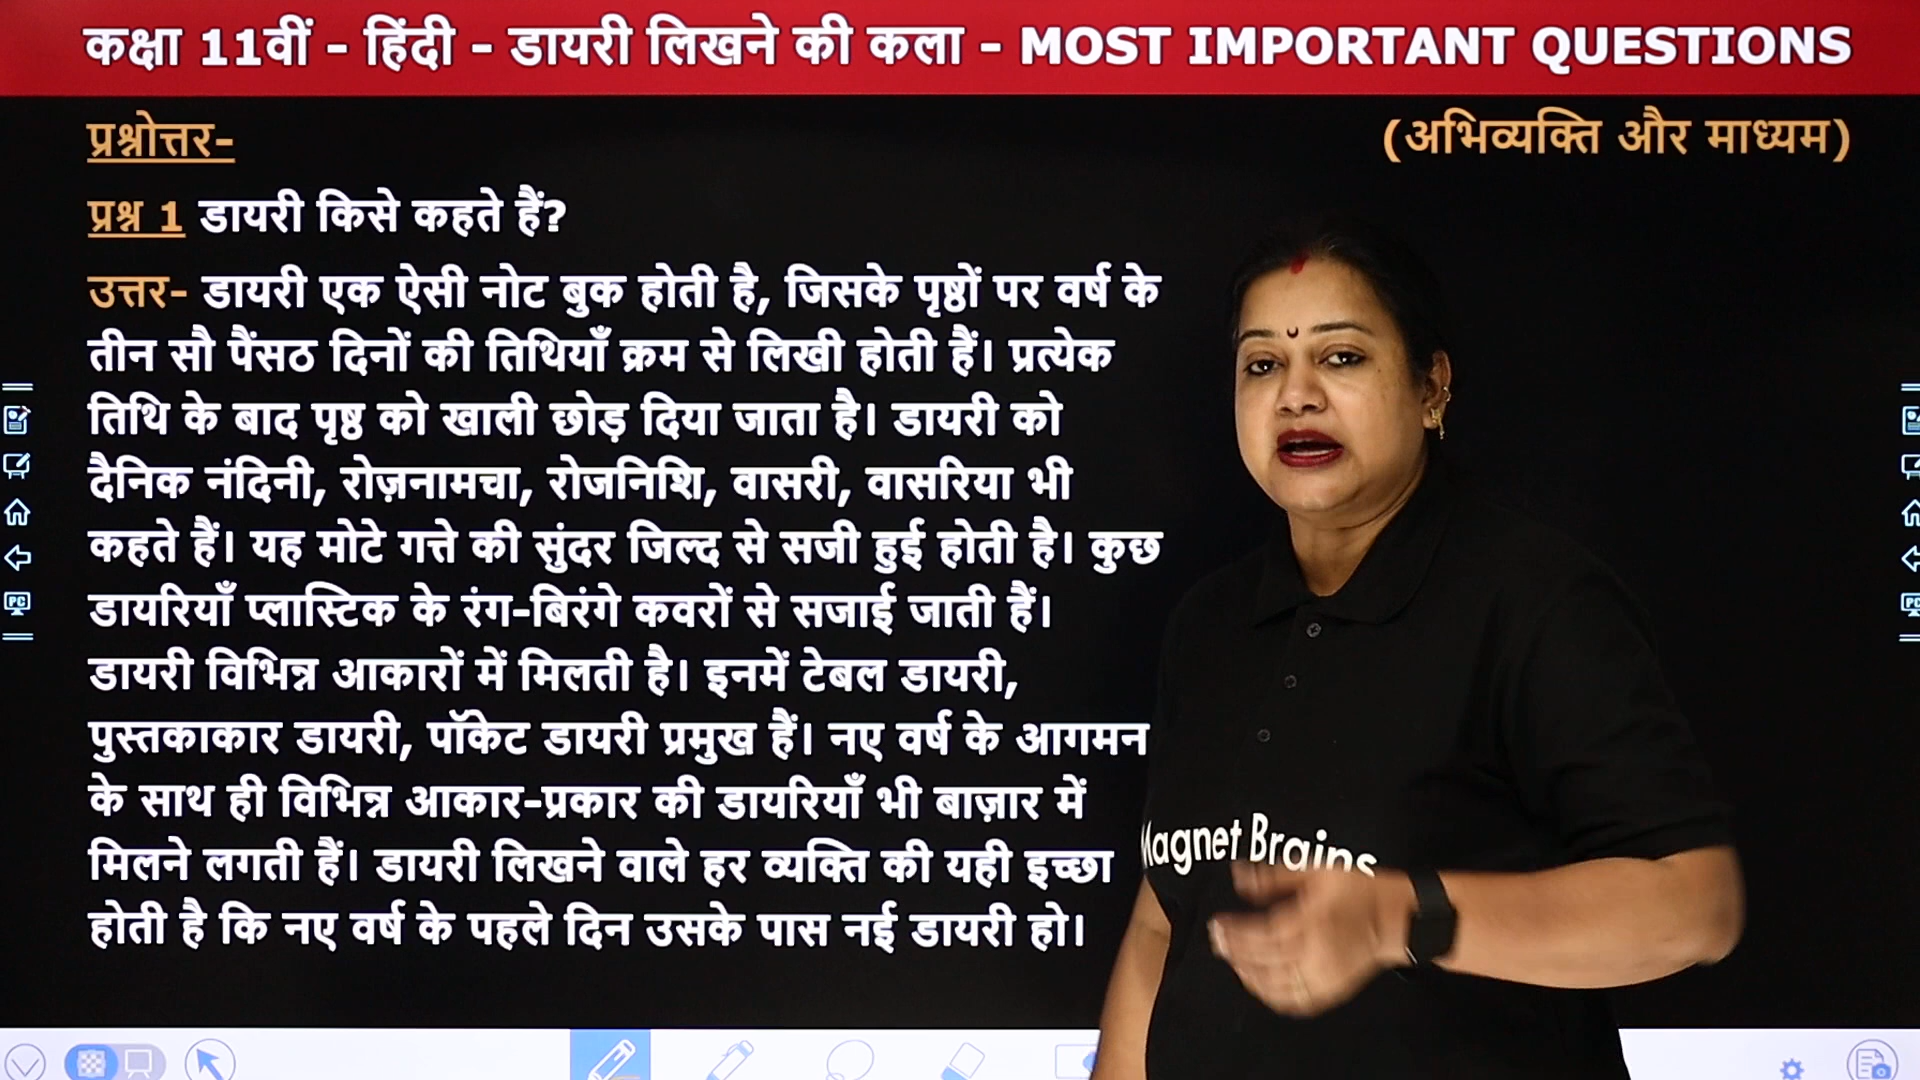 कक्षा 11वीं - हिंदी - डायरी लिखने की कला - MOST IMPORTANT QUESTIONS
प्रश्नोत्तर-
(अभिव्यक्ति और माध्यम)
प्रश्न 1 डायरी किसे कहते हैं?
उत्तर- डायरी एक ऐसी नोट बुक होती है, जिसके पृष्ठों पर वर्ष के
तीन सौ पैंसठ दिनों की तिथियाँ क्रम से लिखी होती हैं। प्रत्येक
तिथि के बाद पृष्ठ को खाली छोड़ दिया जाता है। डायरी को
दैनिक नंदिनी, रोज़नामचा, रोजनिशि, वासरी, वासरिया भी
कहते हैं। यह मोटे गत्ते की सुंदर जिल्द से सजी हुई होती है। कुछ
डायरियाँ प्लास्टिक के रंग-बिरंगे कवरों से सजाई जाती हैं।
डायरी विभिन्न आकारों में मिलती है। इनमें टेबल डायरी,
पुस्तकाकार डायरी, पॉकेट डायरी प्रमुख हैं। नए वर्ष के आगमन
के साथ ही विभिन्न आकार-प्रकार की डायरियाँ भी बाज़ार में
मिलने लगती हैं। डायरी लिखने वाले हर व्यक्ति की यही इच्छा
होती है कि नए वर्ष के पहले दिन उसके पास नई डायरी हो।
Magnet Brains
PC